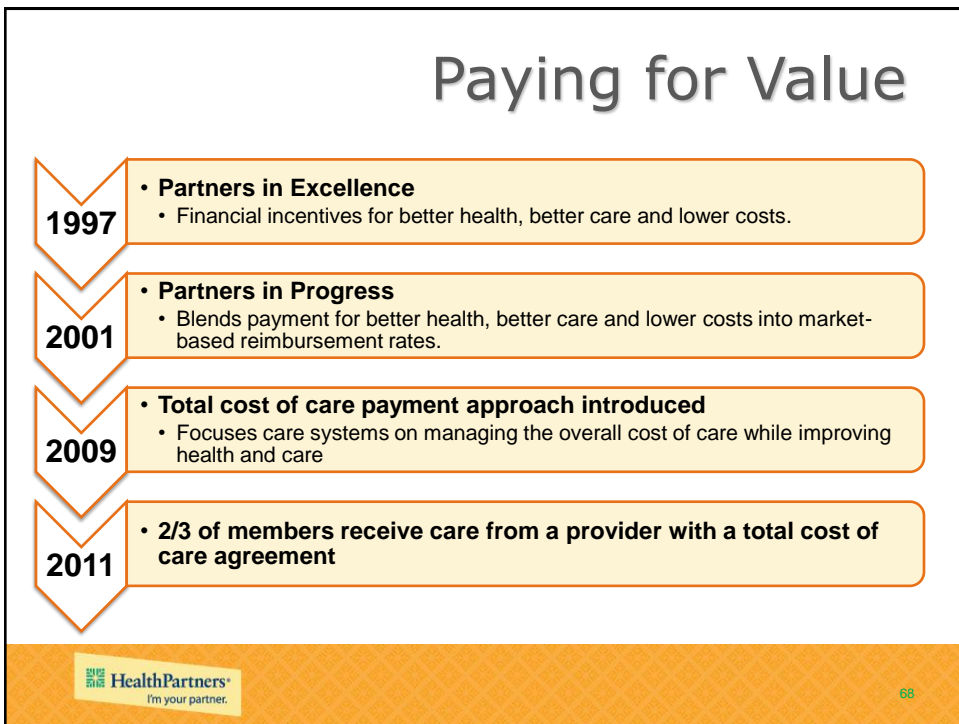 Paying for Value
1997
• Partners in Excellence
• Financial incentives for better health, better care and lower costs.
2001
• Partners in Progress
• Blends payment for better health, better care and lower costs into market-
based reimbursement rates.
2009
• Total cost of care payment approach introduced
• Focuses care systems on managing the overall cost of care while improving
health and care
2011
• 2/3 of members receive care from a provider with a total cost of
care agreement
HealthPartners®
I'm your partner.
68